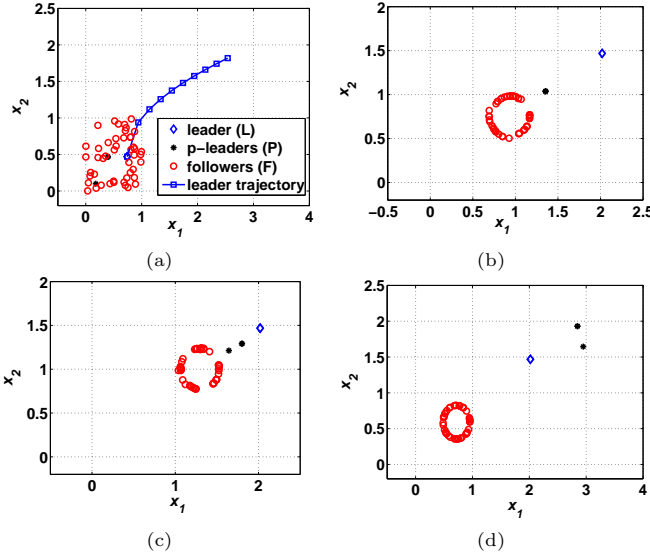 2.5
2
1.5
1
0.5
0
x2
0 1 2 3 4
x1
leader (L)
p-leaders (P)
followers (F)
leader trajectory
(a)
2
1.5
1
0.5
0
x2
−0.5 0 0.5 1 1.5 2 2.5
x1
(b)
2
1.5
1
0.5
0
x2
0 1 2
x1
(c)
2.5
2
1.5
1
0.5
0
x2
0 1 2 3 4
x1
(d)